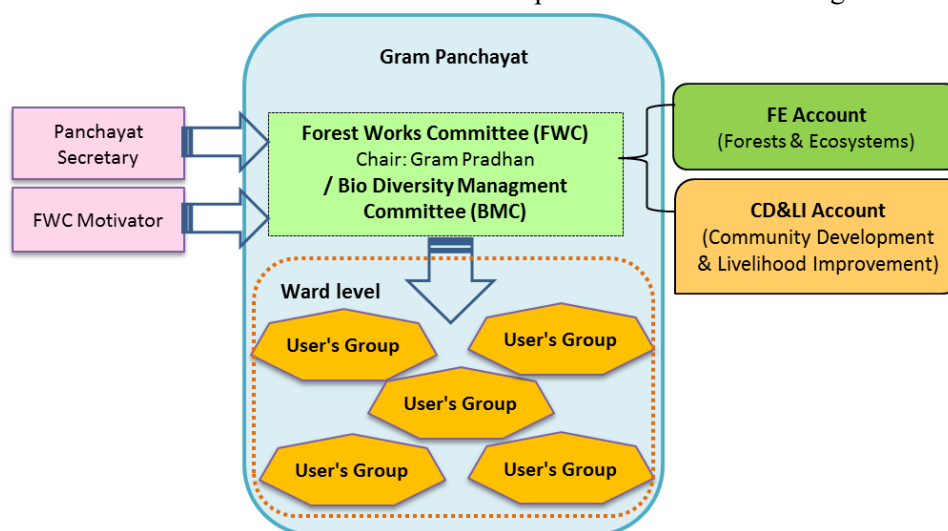 Gram Panchayat
Panchayat
Secretary
FWC Motivator
Forest Works Committee (FWC)
Chair: Gram Pradhan
/ Bio Diversity Managment
Committee (BMC)
FE Account
(Forests & Ecosystems)
CD&LI Account
(Community Development
& Livelihood Improvement)
Ward level
User's Group
User's Group
User's Group
User's Group
User's Group